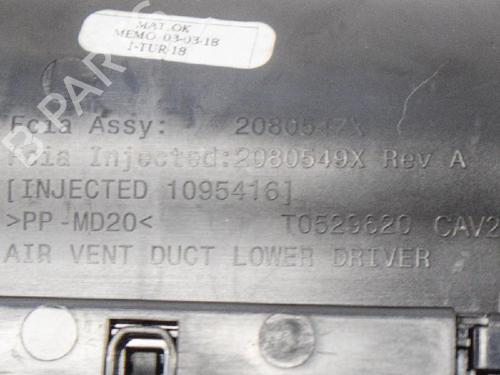 MAT. OK
MEMO 03-03-18
1-TUR-18
Fcia Assy: 2080547X
Fcia Injected:2080549X Rev A
[INJECTED 1095416]
>PP-MD20< T0529620 CAV2
AIR VENT DUCT LOWER DRIVER